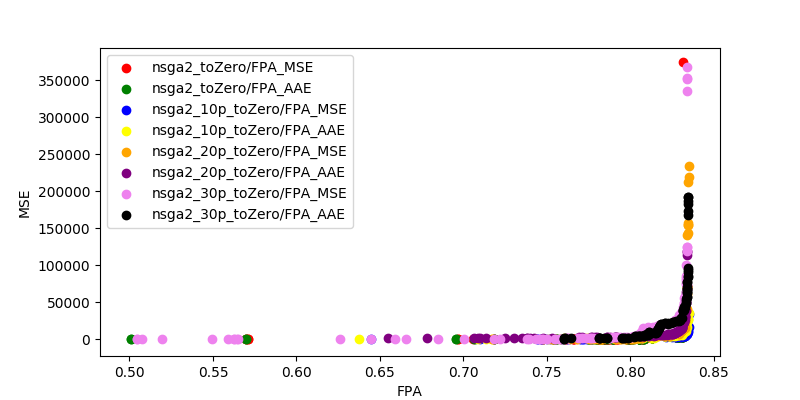 nsga2_toZero/FPA_MSE
nsga2_toZero/FPA_AAE
nsga2_10p_toZero/FPA_MSE
nsga2_10p_toZero/FPA_AAE
nsga2_20p_toZero/FPA_MSE
nsga2_20p_toZero/FPA_AAE
nsga2_30p_toZero/FPA_MSE
nsga2_30p_toZero/FPA_AAE
MSE
350000
300000
250000
200000
150000
100000
50000
0
0.50 0.55 0.60 0.65 0.70 0.75 0.80 0.85
FPA